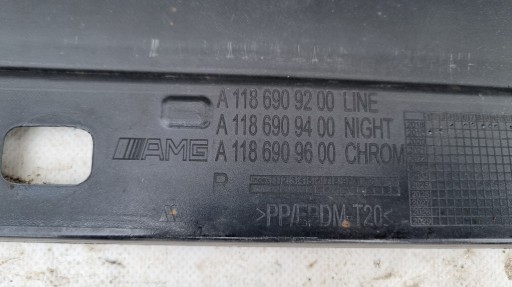 A 118 690 92 00 LINE
A 118 690 94 00 NIGHT
AMG A 118 690 96 00 CHROM
R
>PP/EPDM-T20<